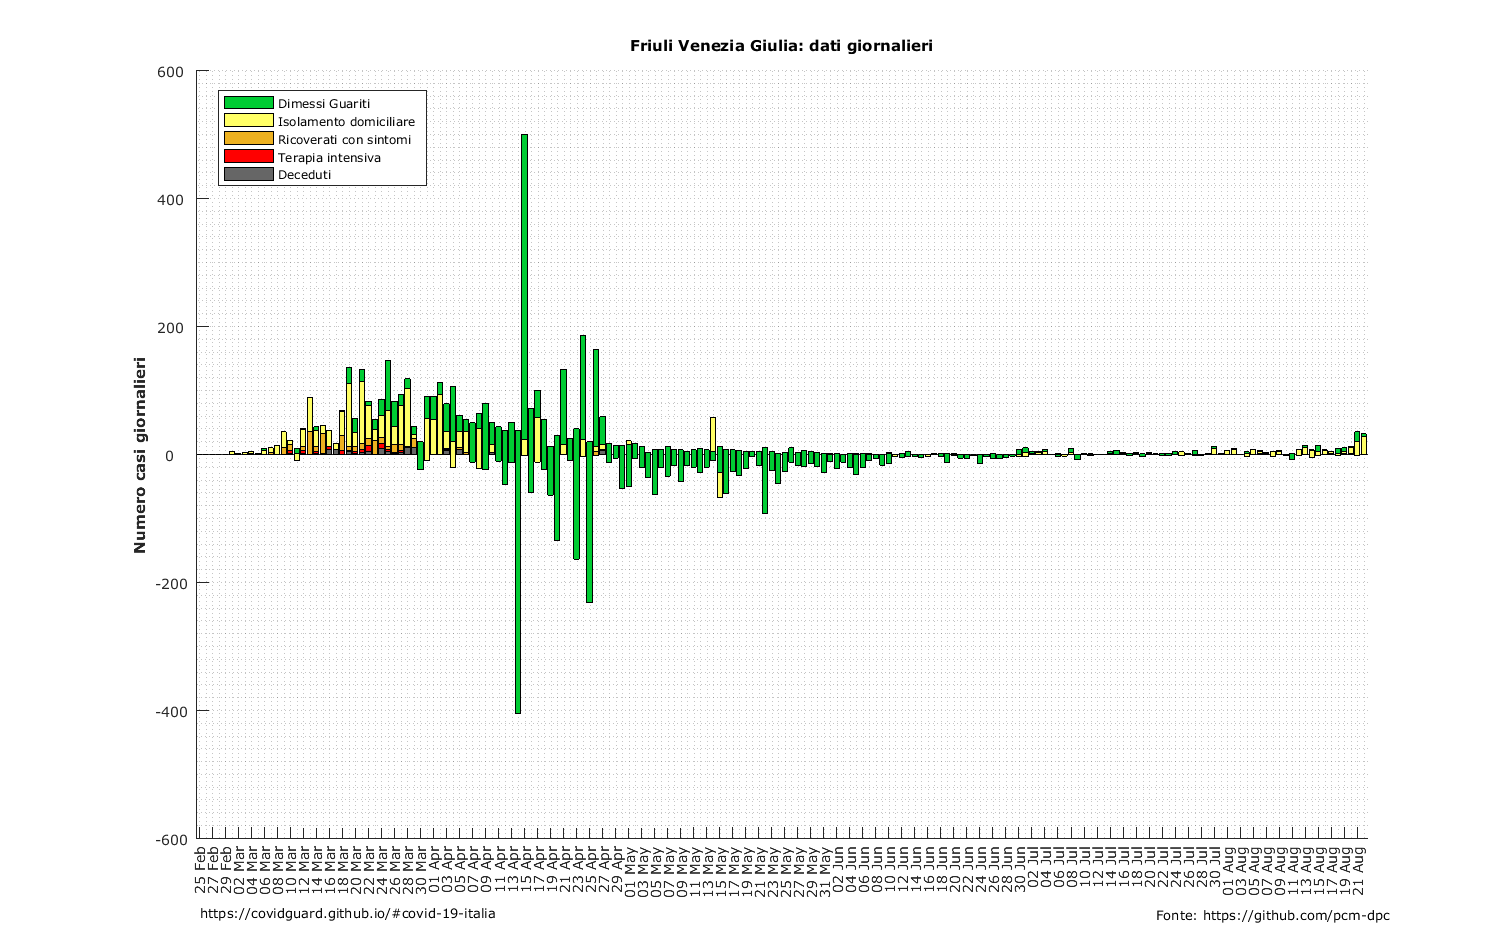 Friuli Venezia Giulia: dati giornalieri
600
400
200
0
-200
-400
-600
Numero casi giornalieri
Dimessi Guariti
Isolamento domiciliare
Ricoverati con sintomi
Terapia intensiva
Deceduti
25 Feb
27 Feb
29 Feb
02 Mar
04 Mar
06 Mar
08 Mar
10 Mar
12 Mar
14 Mar
16 Mar
18 Mar
20 Mar
22 Mar
24 Mar
26 Mar
28 Mar
30 Mar
01 Apr
03 Apr
05 Apr
07 Apr
09 Apr
11 Apr
13 Apr
15 Apr
17 Apr
19 Apr
21 Apr
23 Apr
25 Apr
27 Apr
29 Apr
01 May
03 May
05 May
07 May
09 May
11 May
13 May
15 May
17 May
19 May
21 May
23 May
25 May
27 May
29 May
31 May
02 Jun
04 Jun
06 Jun
08 Jun
10 Jun
12 Jun
14 Jun
16 Jun
18 Jun
20 Jun
22 Jun
24 Jun
26 Jun
28 Jun
30 Jun
02 Jul
04 Jul
06 Jul
08 Jul
10 Jul
12 Jul
14 Jul
16 Jul
18 Jul
20 Jul
22 Jul
24 Jul
26 Jul
28 Jul
30 Jul
01 Aug
03 Aug
05 Aug
07 Aug
09 Aug
11 Aug
13 Aug
15 Aug
17 Aug
19 Aug
21 Aug
https://covidguard.github.io/#covid-19-italia
Fonte: https://github.com/pcm-dpc